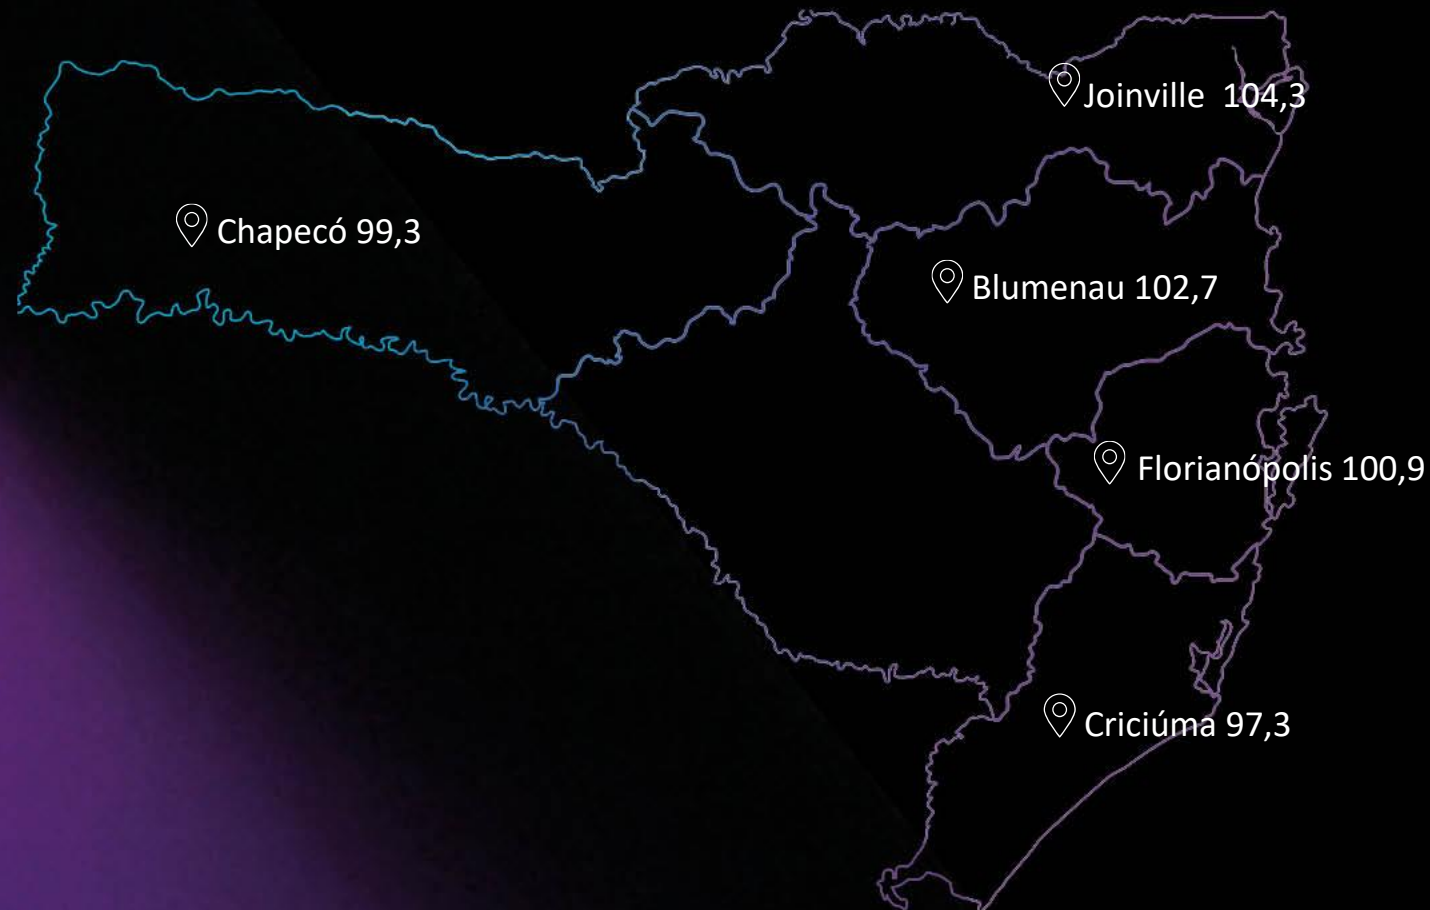 Joinville 104,3
Chapecó 99,3
Blumenau 102,7
Florianópolis 100,9
Criciúma 97,3